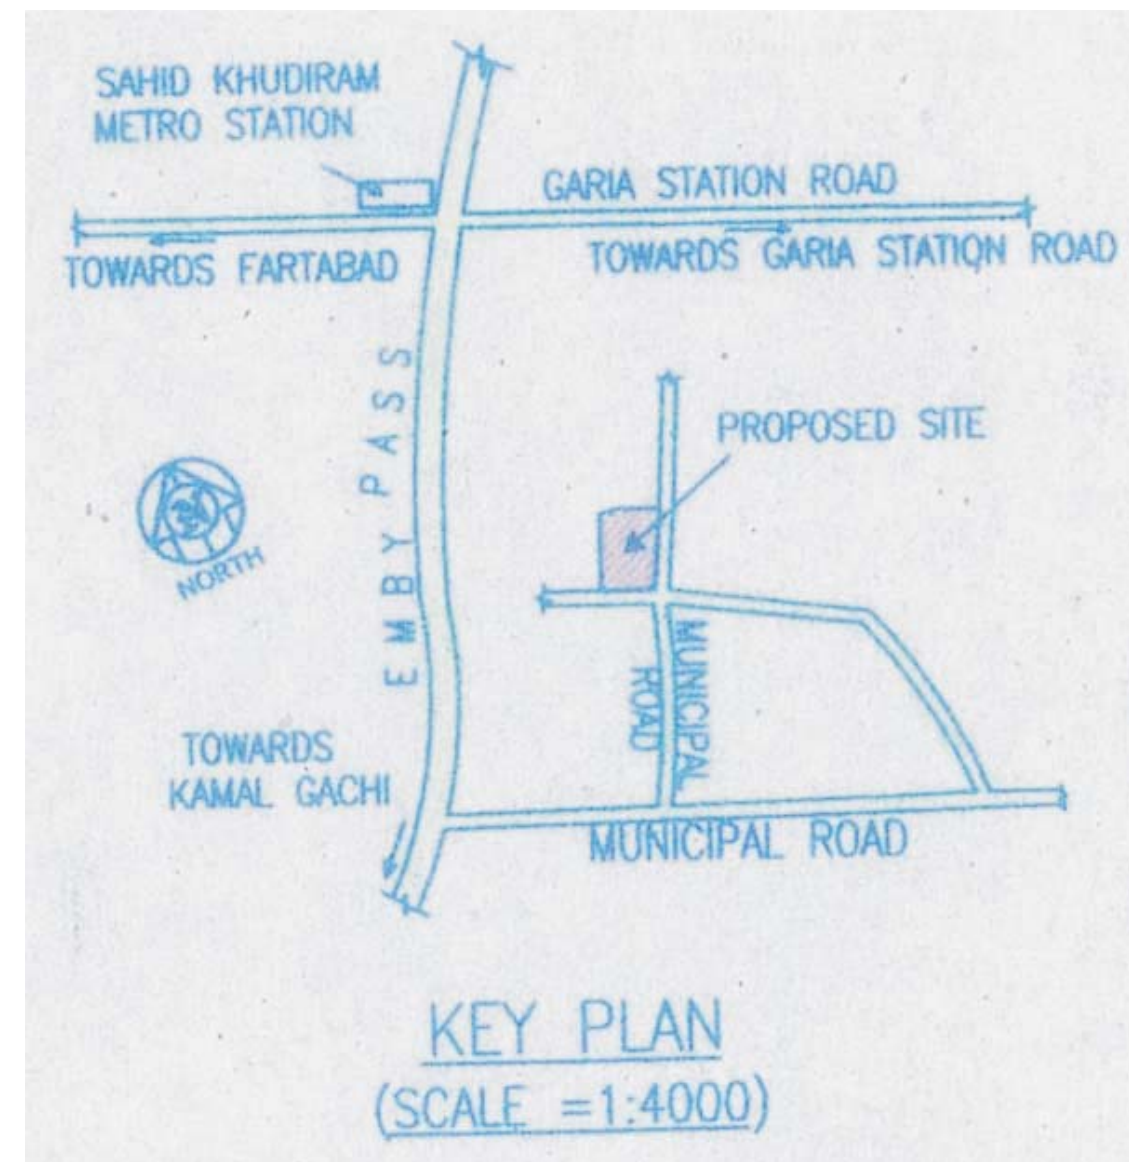 SAHID KHUDIRAM
METRO STATION
GARIA STATION ROAD
TOWARDS FARTABAD
TOWARDS GARIA STATION ROAD
EMBY PASS
PROPOSED SITE
NORTH
MUNICIPAL
ROAD
TOWARDS
KAMAL GACHI
MUNICIPAL ROAD
KEY PLAN
(SCALE =1:4000)